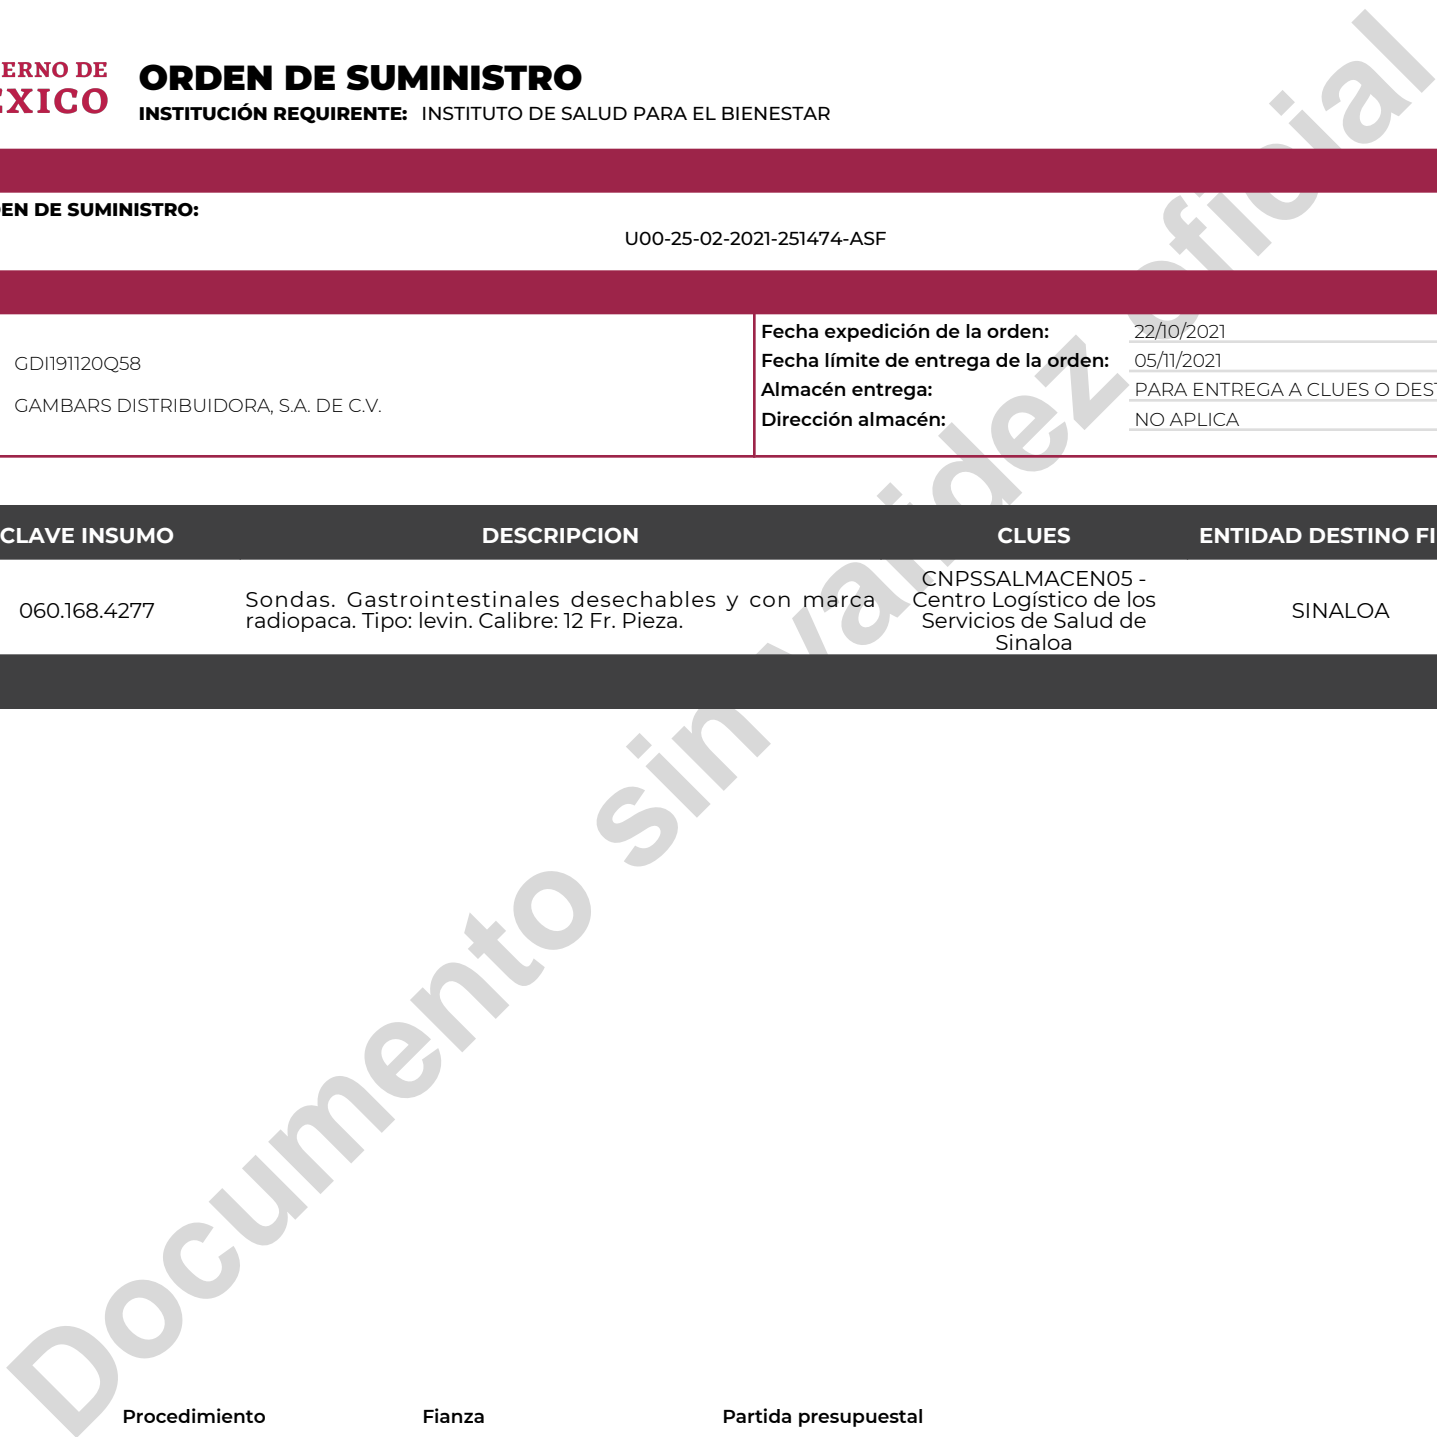 ERNO DE
ÉXICO
ORDEN DE SUMINISTRO
INSTITUCIÓN REQUIRENTE: INSTITUTO DE SALUD PARA EL BIENESTAR
EN DE SUMINISTRO:
U00-25-02-2021-251474-ASF
GDI191120Q58
GAMBARS DISTRIBUIDORA, S.A. DE C.V.
Fecha expedición de la orden: 22/10/2021
Fecha límite de entrega de la orden: 05/11/2021
Almacén entrega: PARA ENTREGA A CLUES O DEST
Dirección almacén: NO APLICA
CLAVE INSUMO DESCRIPCION CLUES ENTIDAD DESTINO FI
060.168.4277
Sondas. Gastrointestinales desechables y con marca
radiopaca. Tipo: levin. Calibre: 12 Fr. Pieza.
CNPSSALMACEN05 -
Centro Logístico de los
Servicios de Salud de
Sinaloa
SINALOA
Documento sin validez oficial
Procedimiento Fianza Partida presupuestal